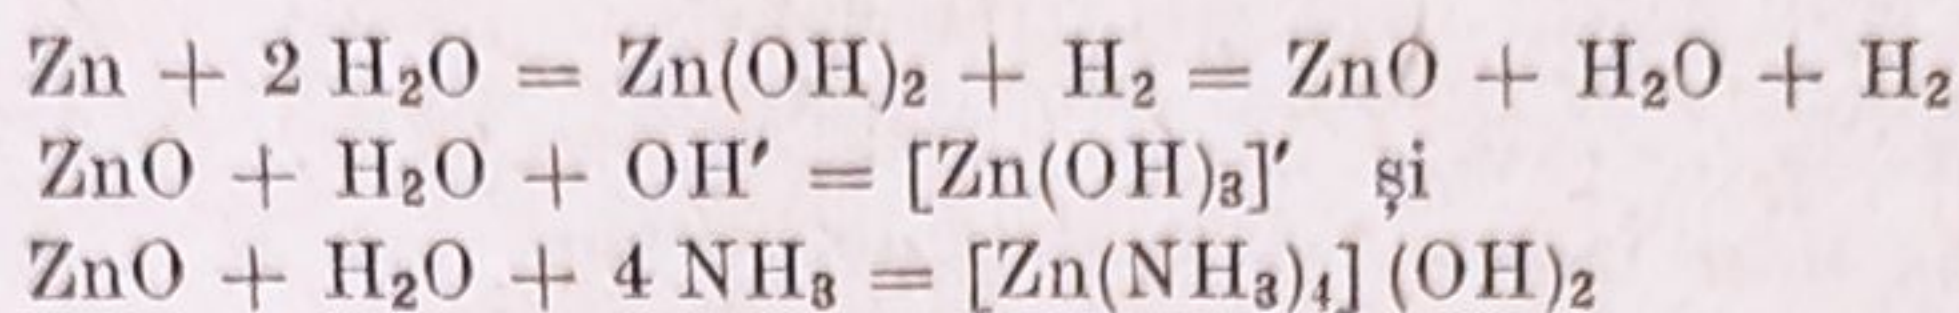 Zn + 2 H₂O = Zn(OH)₂ + H₂ = ZnO + H₂O + H₂
ZnO + H₂O + OH′ = [Zn(OH)₃]′ şi
ZnO + H₂O + 4 NH₃ = [Zn(NH₃)₄] (OH)₂